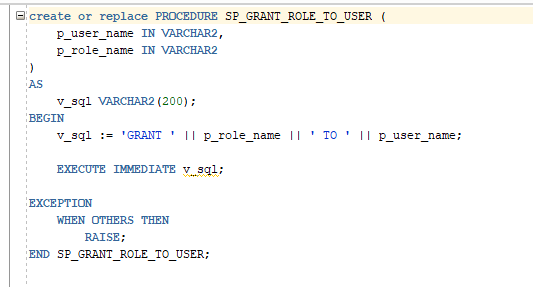 create or replace PROCEDURE SP_GRANT_ROLE_TO_USER (
    p_user_name IN VARCHAR2,
    p_role_name IN VARCHAR2
)
AS
    v_sql VARCHAR2(200);
BEGIN
    v_sql := 'GRANT ' || p_role_name || ' TO ' || p_user_name;
    EXECUTE IMMEDIATE v_sql;
EXCEPTION
    WHEN OTHERS THEN
        RAISE;
END SP_GRANT_ROLE_TO_USER;